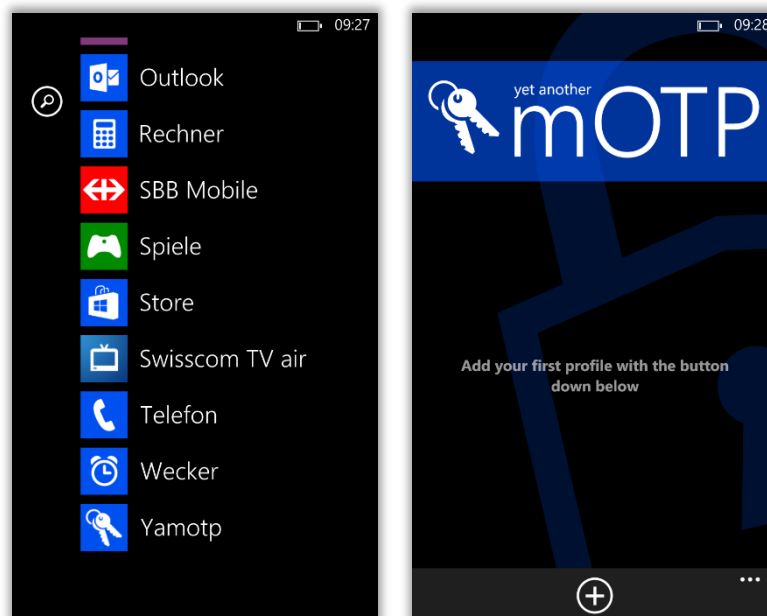 09:27
Outlook
Rechner
SBB Mobile
Spiele
Store
Swisscom TV air
Telefon
Wecker
Yamotp
09:28
yet another
mOTP
Add your first profile with the button
down below